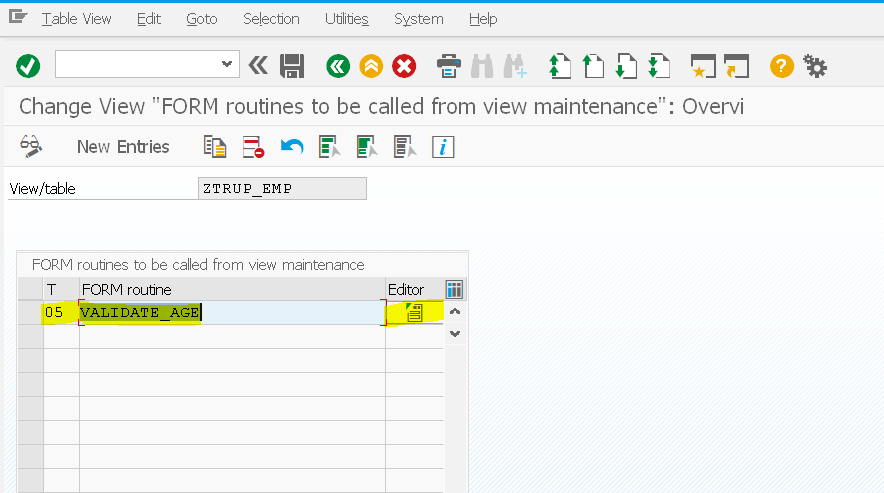 Table View Edit Goto Selection Utilities System Help
Change View "FORM routines to be called from view maintenance": Overvi
New Entries
View/table ZTRUP_EMP
FORM routines to be called from view maintenance
T FORM routine Editor
05 VALIDATE_AGE